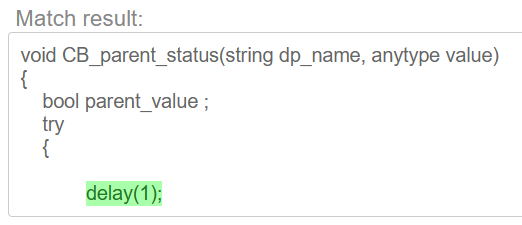 Match result:
void CB_parent_status(string dp_name, anytype value)
{
bool parent_value ;
try
{
delay(1);